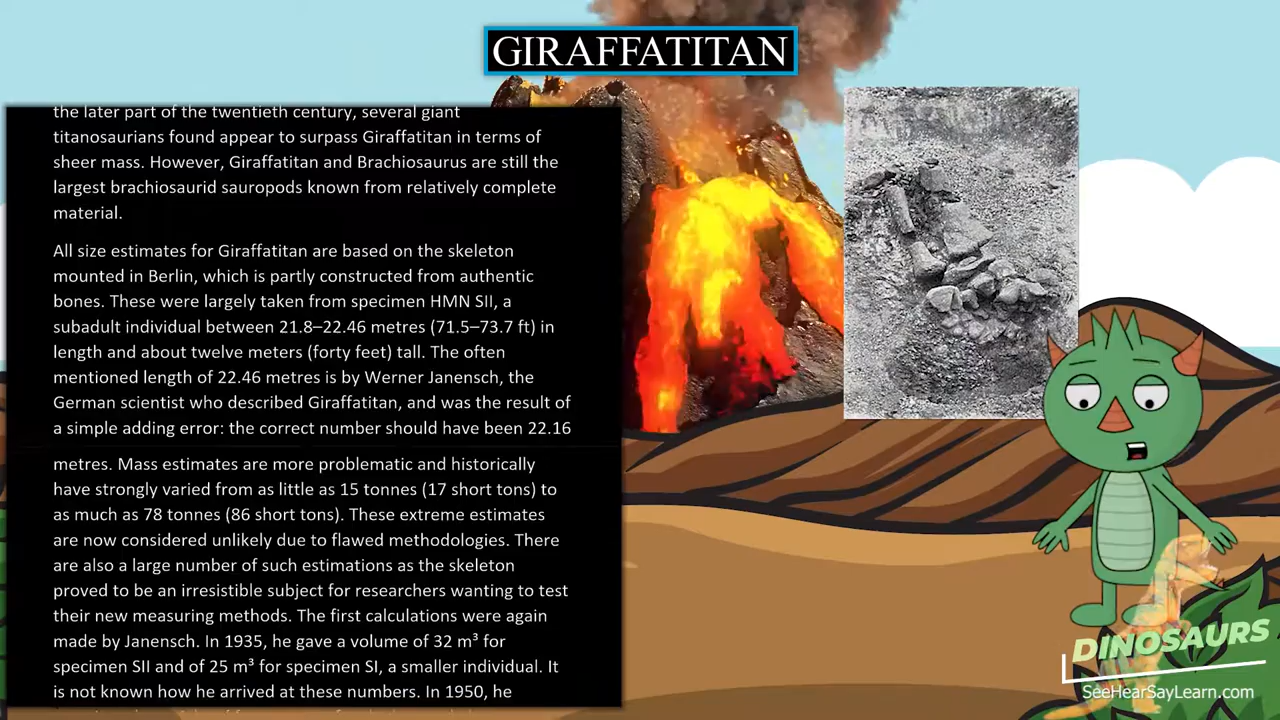 GIRAFFATITAN
the later part of the twentieth century, several giant
titanosaurians found appear to surpass Giraffatitan in terms of
sheer mass. However, Giraffatitan and Brachiosaurus are still the
largest brachiosaurid sauropods known from relatively complete
material.
All size estimates for Giraffatitan are based on the skeleton
mounted in Berlin, which is partly constructed from authentic
bones. These were largely taken from specimen HMN SII, a
subadult individual between 21.8–22.46 metres (71.5–73.7 ft) in
length and about twelve meters (forty feet) tall. The often
mentioned length of 22.46 metres is by Werner Janensch, the
German scientist who described Giraffatitan, and was the result of
a simple adding error: the correct number should have been 22.16
metres. Mass estimates are more problematic and historically
have strongly varied from as little as 15 tonnes (17 short tons) to
as much as 78 tonnes (86 short tons). These extreme estimates
are now considered unlikely due to flawed methodologies. There
are also a large number of such estimations as the skeleton
proved to be an irresistible subject for researchers wanting to test
their new measuring methods. The first calculations were again
made by Janensch. In 1935, he gave a volume of 32 m³ for
specimen SII and of 25 m³ for specimen SI, a smaller individual. It
is not known how he arrived at these numbers. In 1950, he
DINOSAURS
SeeHearSayLearn.com